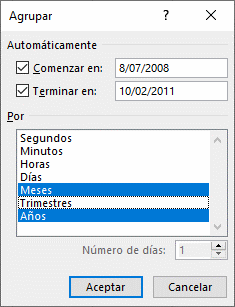 Agrupar
Automáticamente
Comenzar en: 8/07/2008
Terminar en: 10/02/2011
Por
Segundos
Minutos
Horas
Días
Meses
Trimestres
Años
Número de días: 1
Aceptar Cancelar